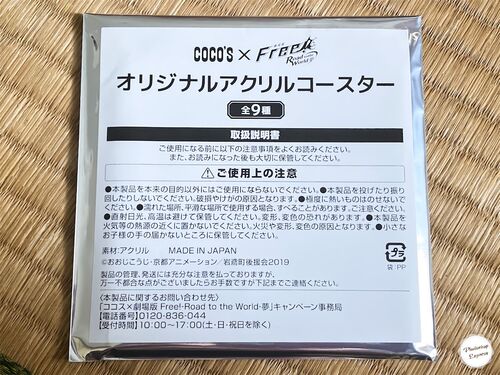 COCO'S × Free!
Road to the World 夢
オリジナルアクリルコースター
全9種
取扱説明書
ご使用になる前に以下の注意事項をよくお読みください。
また、お読みになった後も大切に保管してください。
⚠ご使用上の注意
●本製品を本来の目的以外にはご使用にならないでください。●本製品を投げたり振り
回したりしないでください。破損やけがの原因となります。●極度に熱いものはのせないで
ください。●濡れた場所、平滑な場所で使用する場合、すべることがあります。ご注意ください。
●直射日光、高温は避けて保管してください。変形、変色の恐れがあります。●本製品を
火気等の熱源の近くに置かないでください。火災や変形、変色の原因となります。●小さな
お子様の手の届かないところに保管してください。
素材:アクリル MADE IN JAPAN
©おおじこうじ・京都アニメーション/岩鳶町後援会2019
製品の管理、発送には充分な注意を払っておりますが、
万一不都合な点がございましたらお手数ですが下記までご連絡ください。
プラ
袋:PP
〈本製品に関するお問い合わせ先〉
「ココス×劇場版 Free!-Road to the World-夢」キャンペーン事務局
【電話番号】0120-836-044
【受付時間】10:00~17:00(土・日・祝日を除く)
Photoshop
Express